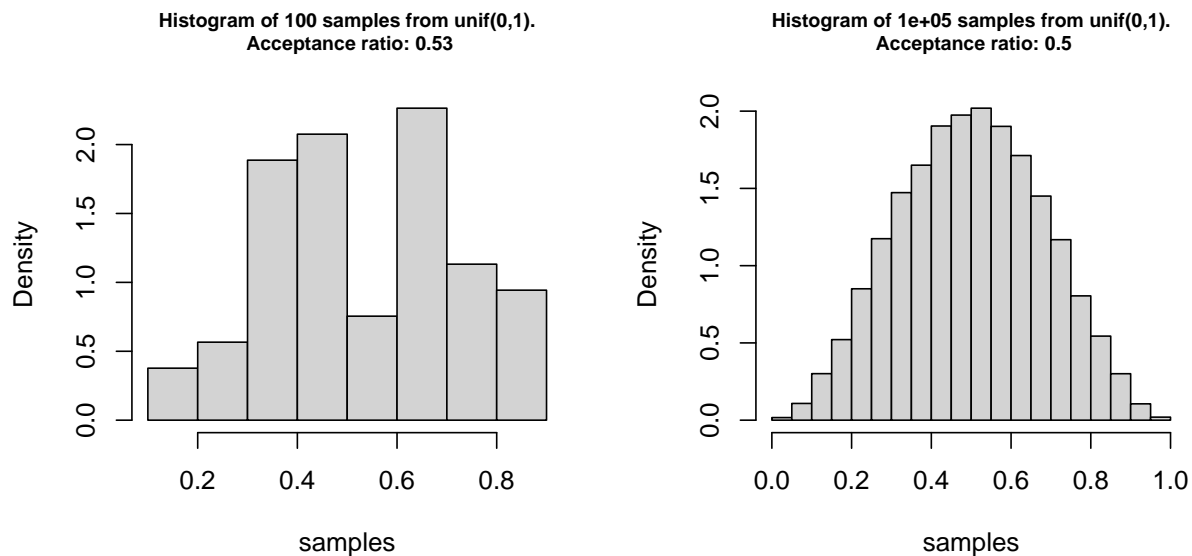 Histogram of 100 samples from unif(0,1).
Acceptance ratio: 0.53
Density
2.0
1.5
1.0
0.5
0.0
0.2 0.4 0.6 0.8
samples
Histogram of 1e+05 samples from unif(0,1).
Acceptance ratio: 0.5
Density
2.0
1.5
1.0
0.5
0.0
0.0 0.2 0.4 0.6 0.8 1.0
samples